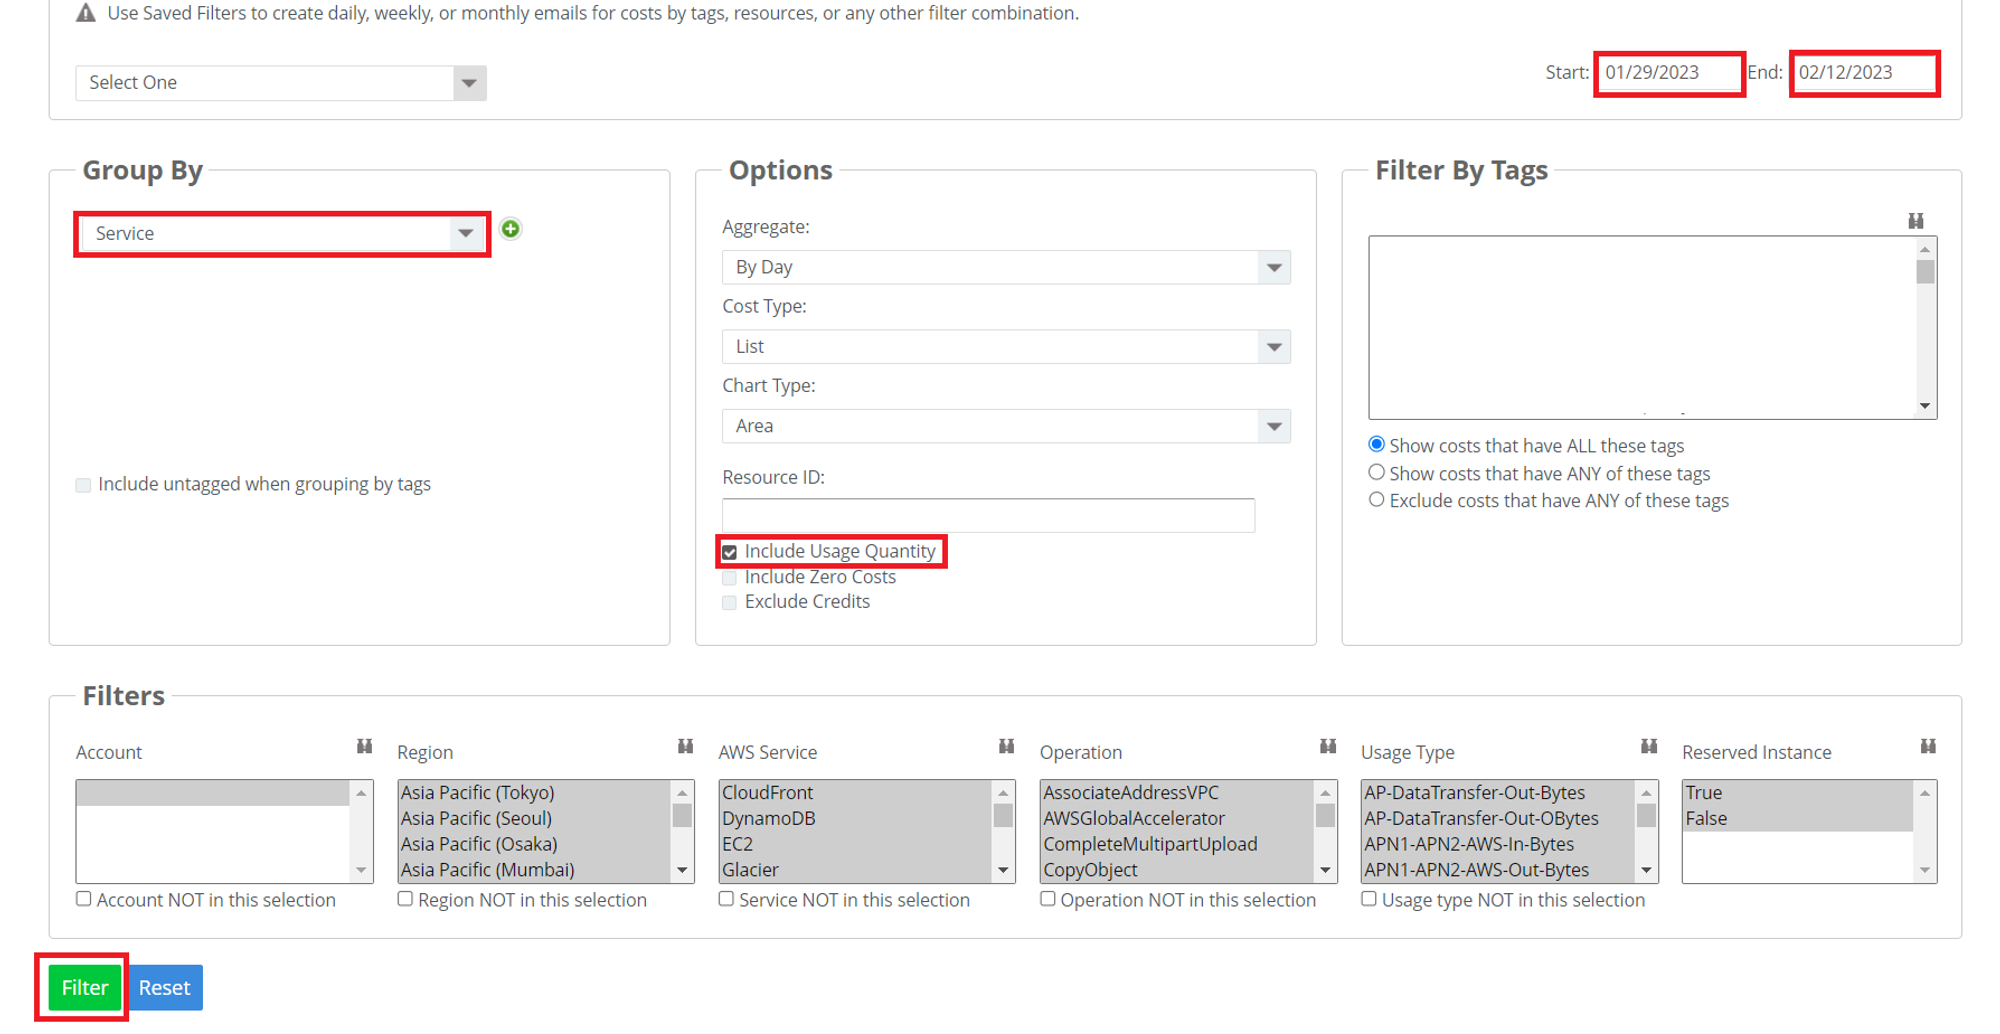 Use Saved Filters to create daily, weekly, or monthly emails for costs by tags, resources, or any other filter combination.
Select One
Start: 01/29/2023 End: 02/12/2023
Group By
Service
Include untagged when grouping by tags
Options
Aggregate:
By Day
Cost Type:
List
Chart Type:
Area
Resource ID:
Include Usage Quantity
Include Zero Costs
Exclude Credits
Filter By Tags
Show costs that have ALL these tags
Show costs that have ANY of these tags
Exclude costs that have ANY of these tags
Filters
Account
Account NOT in this selection
Region
Asia Pacific (Tokyo)
Asia Pacific (Seoul)
Asia Pacific (Osaka)
Asia Pacific (Mumbai)
Region NOT in this selection
AWS Service
CloudFront
DynamoDB
EC2
Glacier
Service NOT in this selection
Operation
AssociateAddressVPC
AWSGlobalAccelerator
CompleteMultipartUpload
CopyObject
Operation NOT in this selection
Usage Type
AP-DataTransfer-Out-Bytes
AP-DataTransfer-Out-OBytes
APN1-APN2-AWS-In-Bytes
APN1-APN2-AWS-Out-Bytes
Usage type NOT in this selection
Reserved Instance
True
False
Filter
Reset